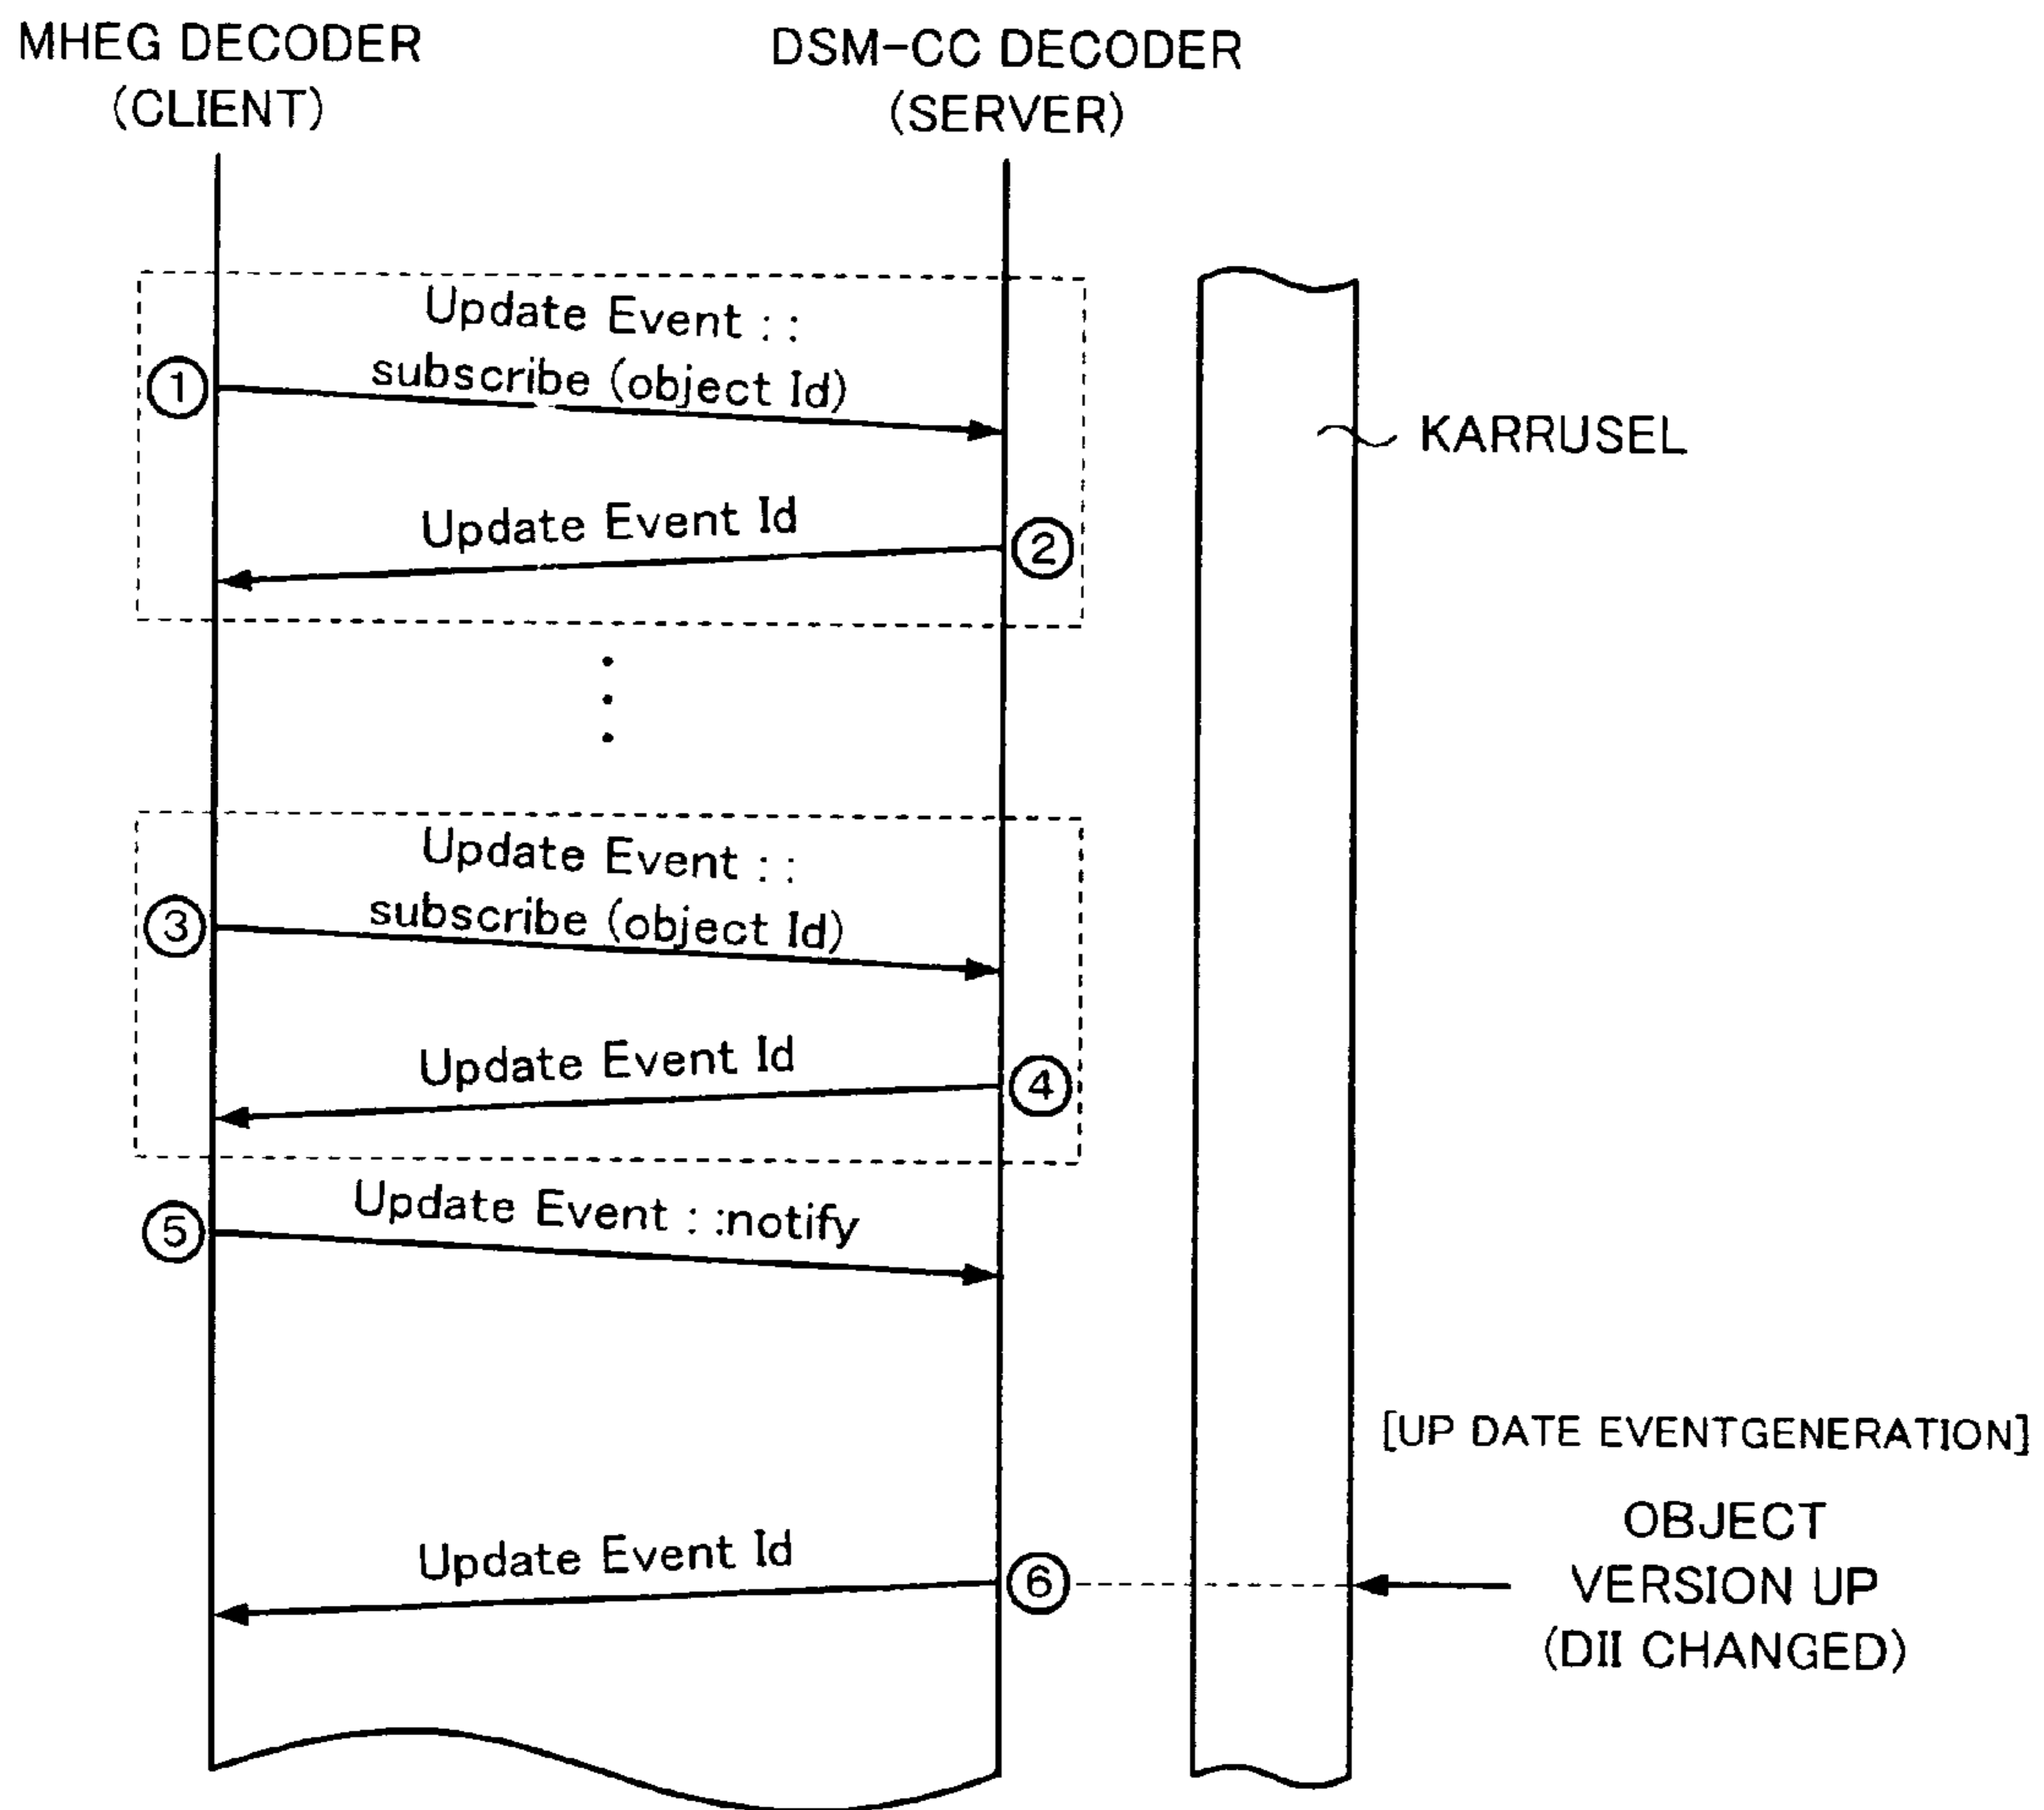 MHEG DECODER
(CLIENT)
DSM-CC DECODER
(SERVER)
Update Event : :
① subscribe (object Id)
KARRUSEL
Update Event Id ②
Update Event : :
③ subscribe (object Id)
Update Event Id ④
⑤ Update Event : :notify
[UP DATE EVENTGENERATION]
Update Event Id ⑥
OBJECT
VERSION UP
(DII CHANGED)